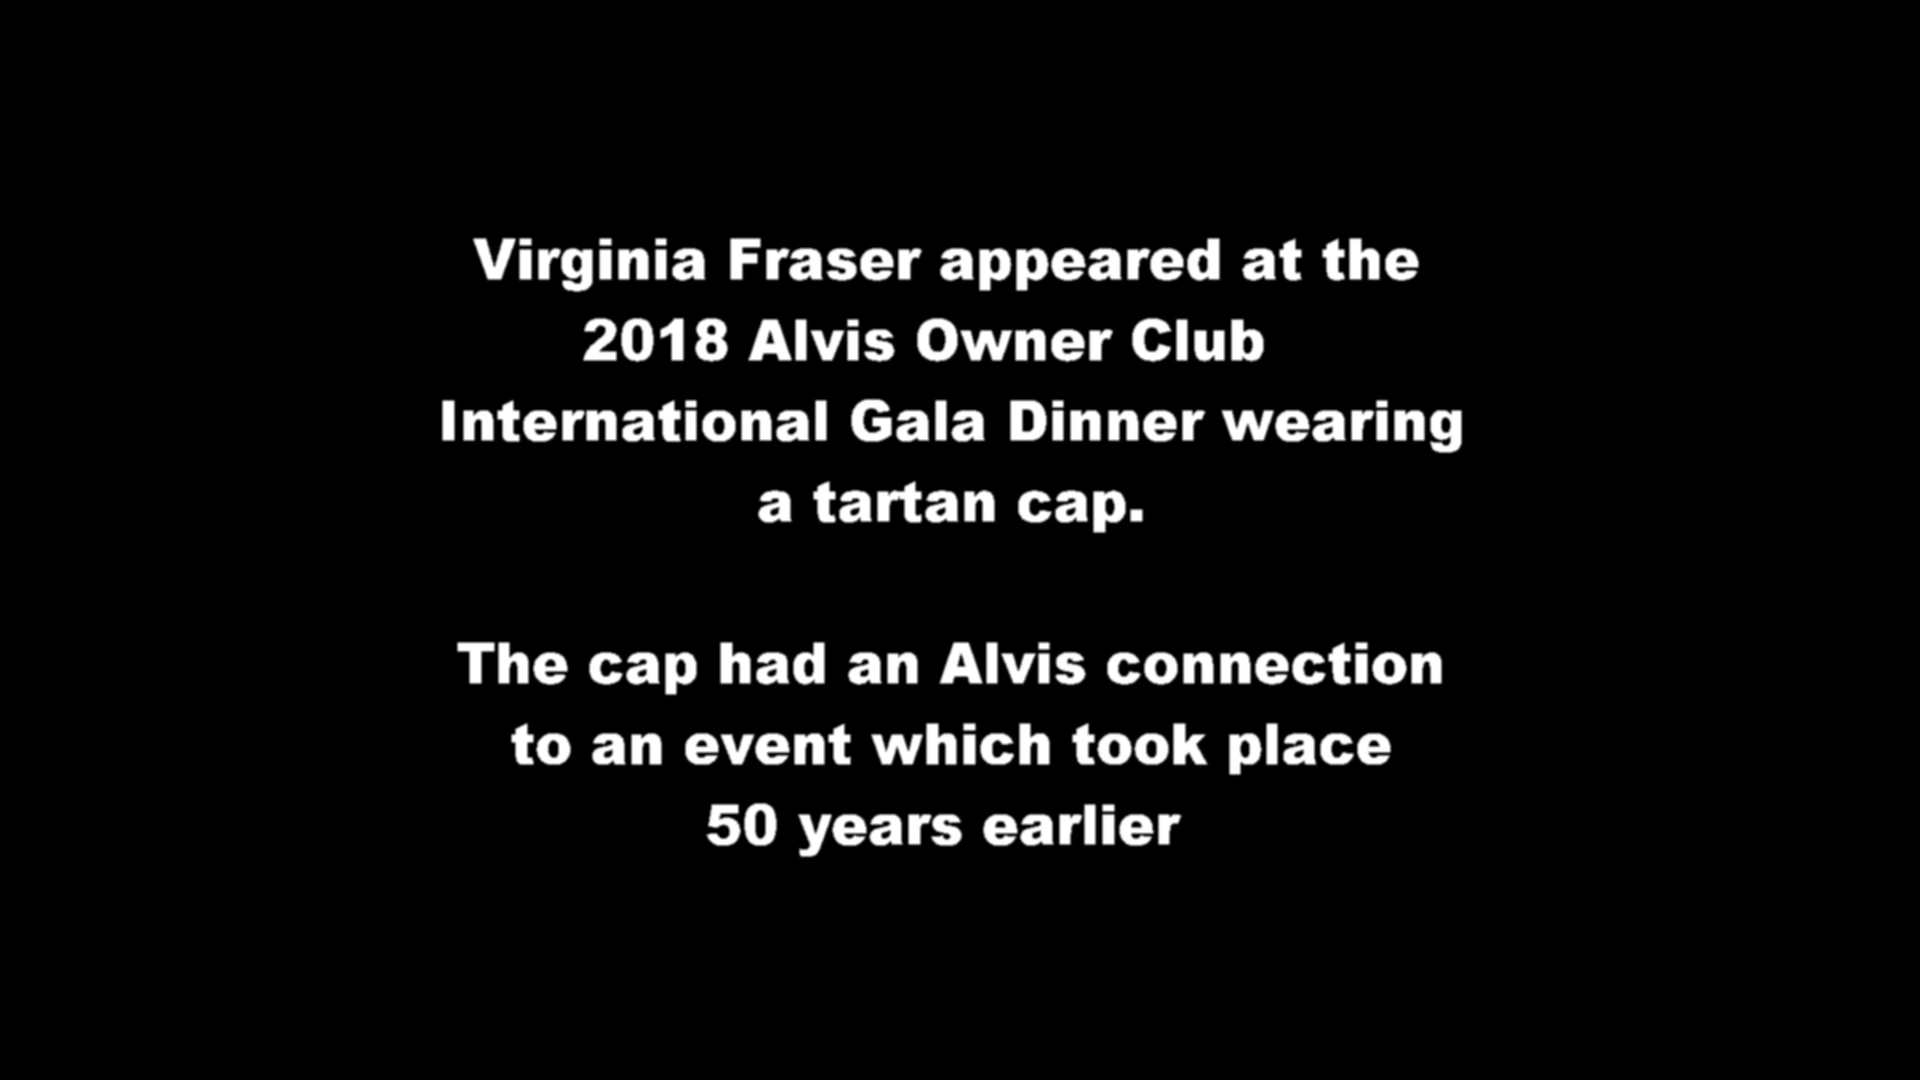 Virginia Fraser appeared at the
2018 Alvis Owner Club
International Gala Dinner wearing
a tartan cap.
The cap had an Alvis connection
to an event which took place
50 years earlier